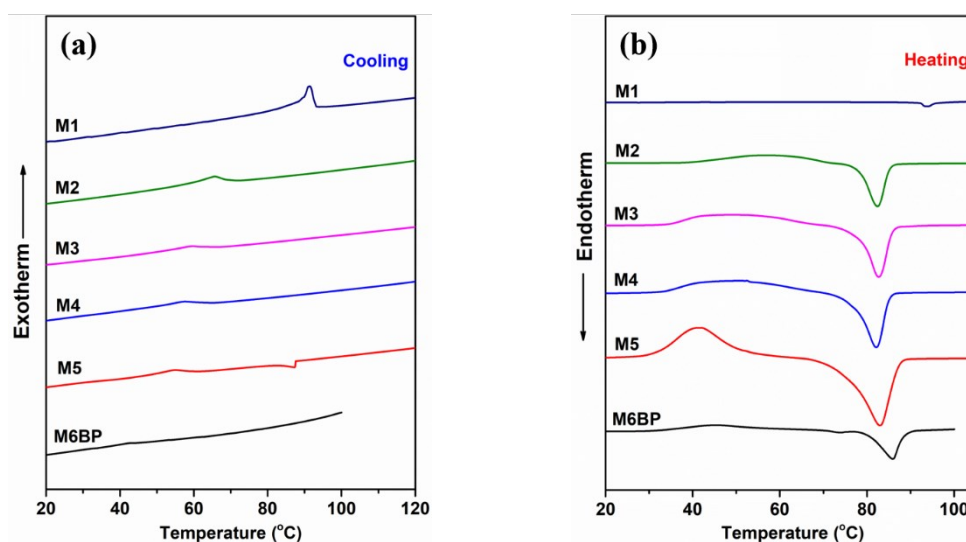 (a)
Cooling
M1
M2
M3
M4
M5
M6BP
Exotherm
20 40 60 80 100 120
Temperature (°C)
(b)
Heating
M1
M2
M3
M4
M5
M6BP
Endotherm
20 40 60 80 100
Temperature (°C)